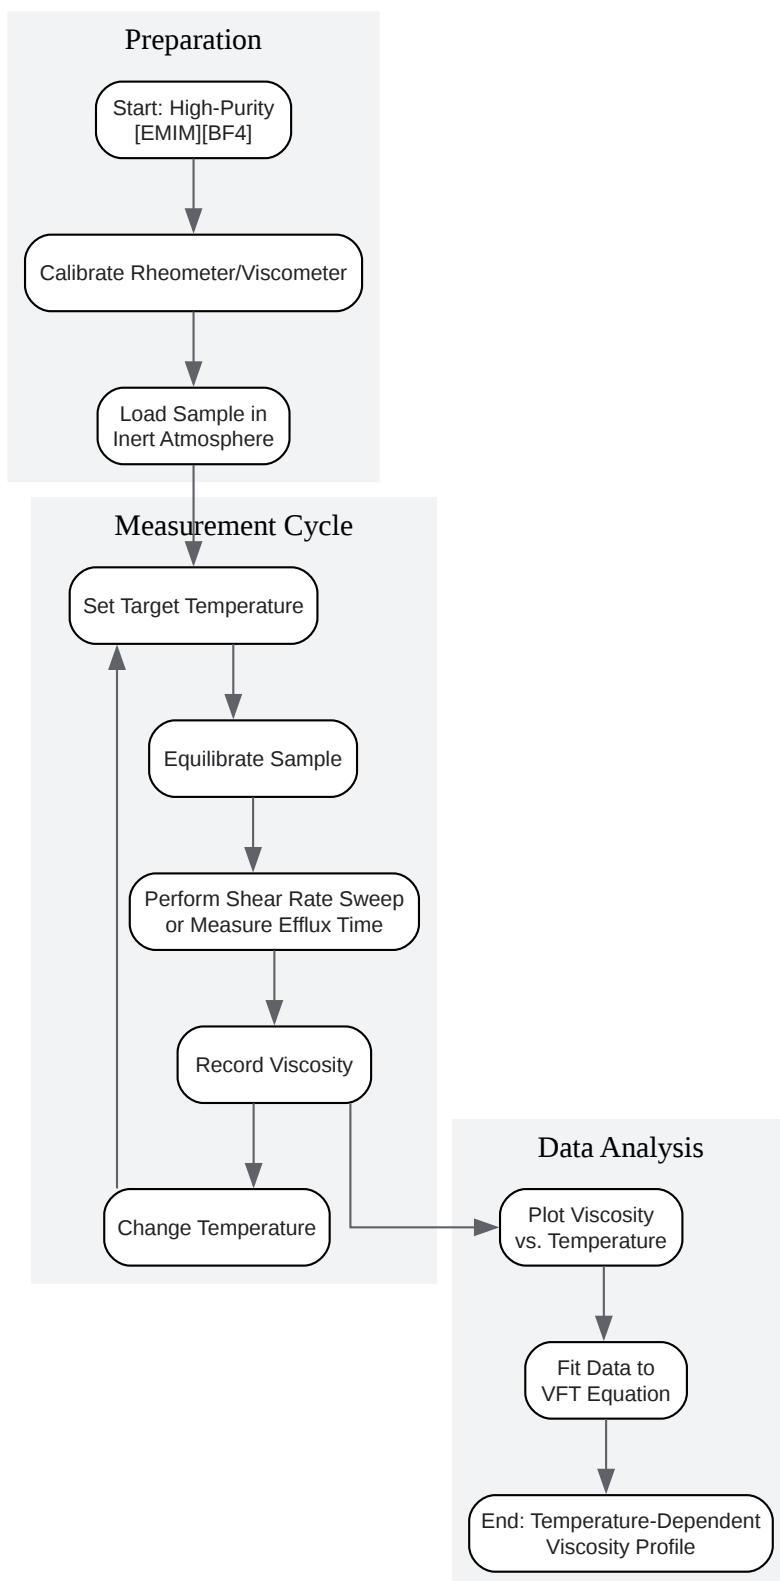 Preparation
Start: High-Purity
[EMIM][BF4]
Calibrate Rheometer/Viscometer
Load Sample in
Inert Atmosphere
Measurement Cycle
Set Target Temperature
Equilibrate Sample
Perform Shear Rate Sweep
or Measure Efflux Time
Record Viscosity
Change Temperature
Data Analysis
Plot Viscosity
vs. Temperature
Fit Data to
VFT Equation
End: Temperature-Dependent
Viscosity Profile